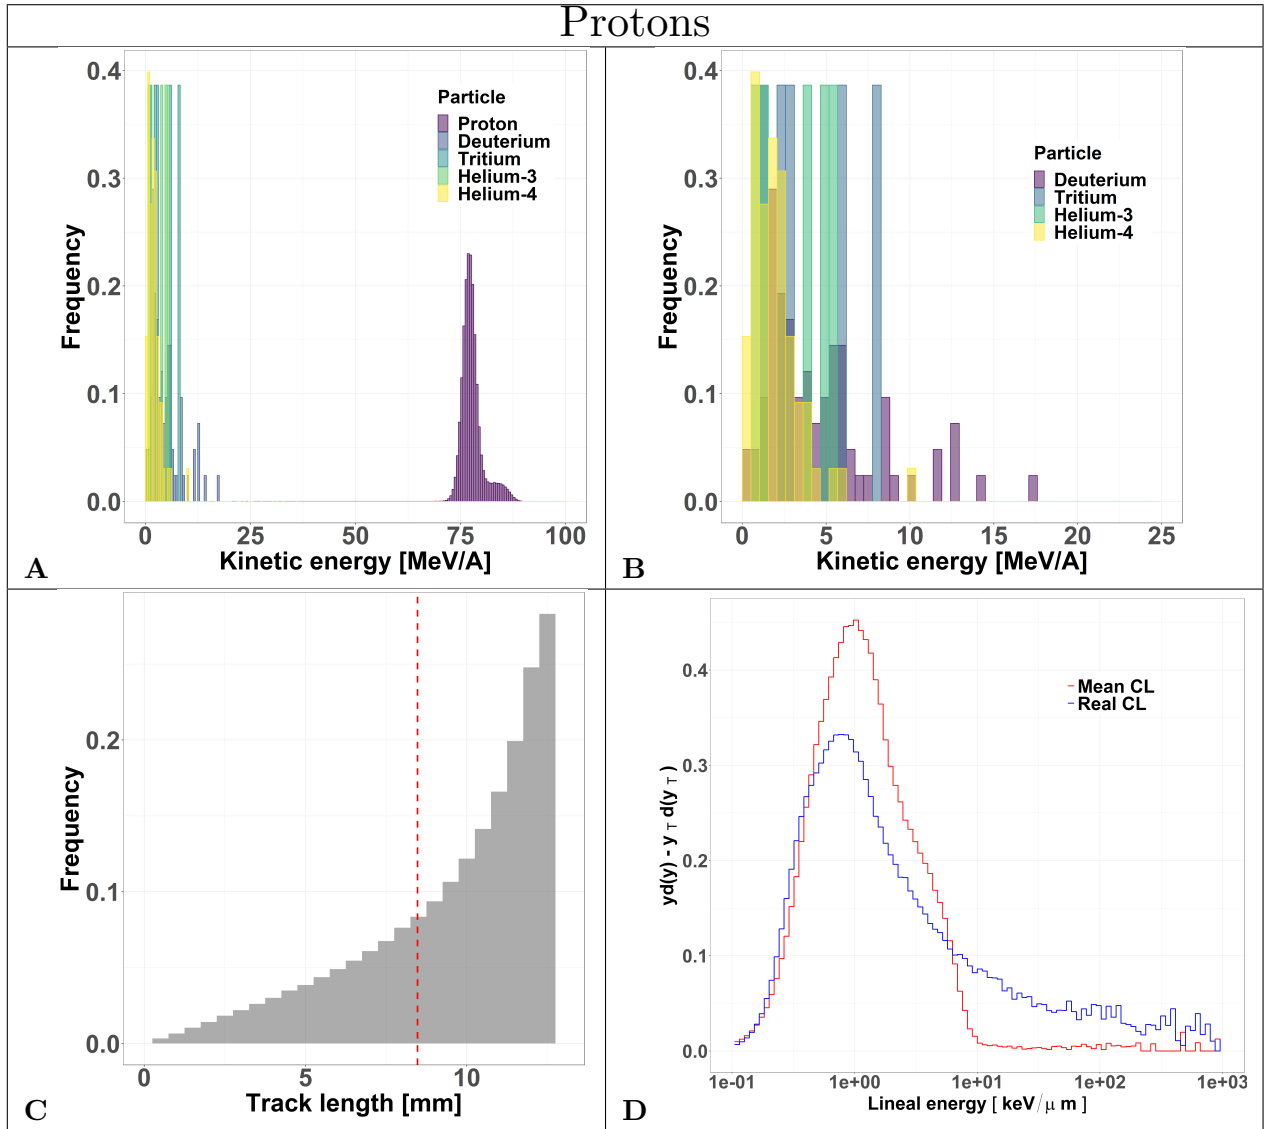 Protons
0.4
0.3
0.2
0.1
0.0
Frequency
Particle
Proton
Deuterium
Tritium
Helium-3
Helium-4
0 25 50 75 100
Kinetic energy [MeV/A]
A
0.4
0.3
0.2
0.1
0.0
Frequency
Particle
Deuterium
Tritium
Helium-3
Helium-4
0 5 10 15 20 25
Kinetic energy [MeV/A]
B
0.2
0.1
0.0
Frequency
0 5 10
Track length [mm]
C
0.4
0.3
0.2
0.1
0.0
yd(y) - y T d(y T )
Mean CL
Real CL
1e-01 1e+00 1e+01 1e+02 1e+03
Lineal energy [ keV/μ m ]
D